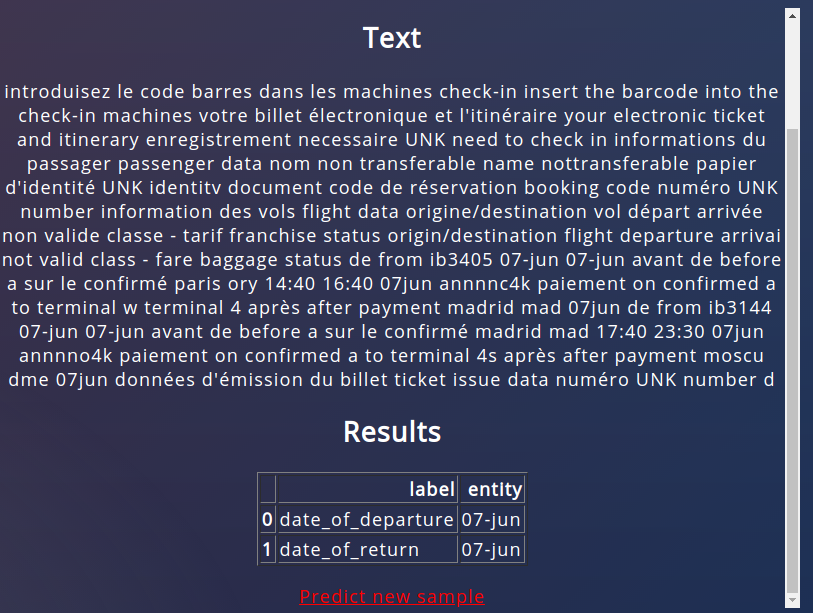 Text
introduisez le code barres dans les machines check-in insert the barcode into the
check-in machines votre billet électronique et l'itinéraire your electronic ticket
and itinerary enregistrement necessaire UNK need to check in informations du
passager passenger data nom non transferable name nottransferable papier
d'identité UNK identitv document code de réservation booking code numéro UNK
number information des vols flight data origine/destination vol départ arrivée
non valide classe - tarif franchise status origin/destination flight departure arrivai
not valid class - fare baggage status de from ib3405 07-jun 07-jun avant de before
a sur le confirmé paris ory 14:40 16:40 07jun annnnc4k paiement on confirmed a
to terminal w terminal 4 après after payment madrid mad 07jun de from ib3144
07-jun 07-jun avant de before a sur le confirmé madrid mad 17:40 23:30 07jun
annnno4k paiement on confirmed a to terminal 4s après after payment moscu
dme 07jun données d'émission du billet ticket issue data numéro UNK number d
Results
label entity
0 date_of_departure 07-jun
1 date_of_return 07-jun
Predict new sample